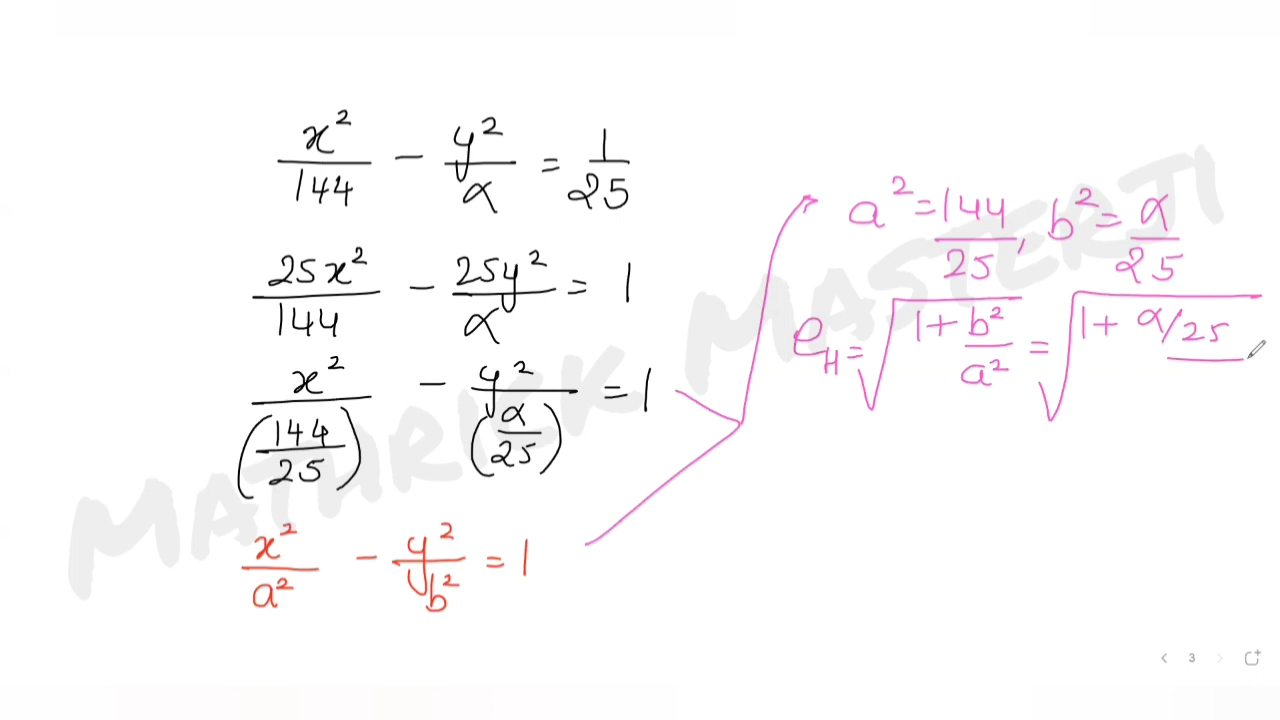 x²/144 − y²/α = 1/25
25x²/144 − 25y²/α = 1
x²/(144/25) − y²/(α/25) = 1
x²/a² − y²/b² = 1
a² = 144/25, b² = α/25
e_H = √(1 + b²/a²) = √(1 + α/25
MATHRICK MASTERJI
3